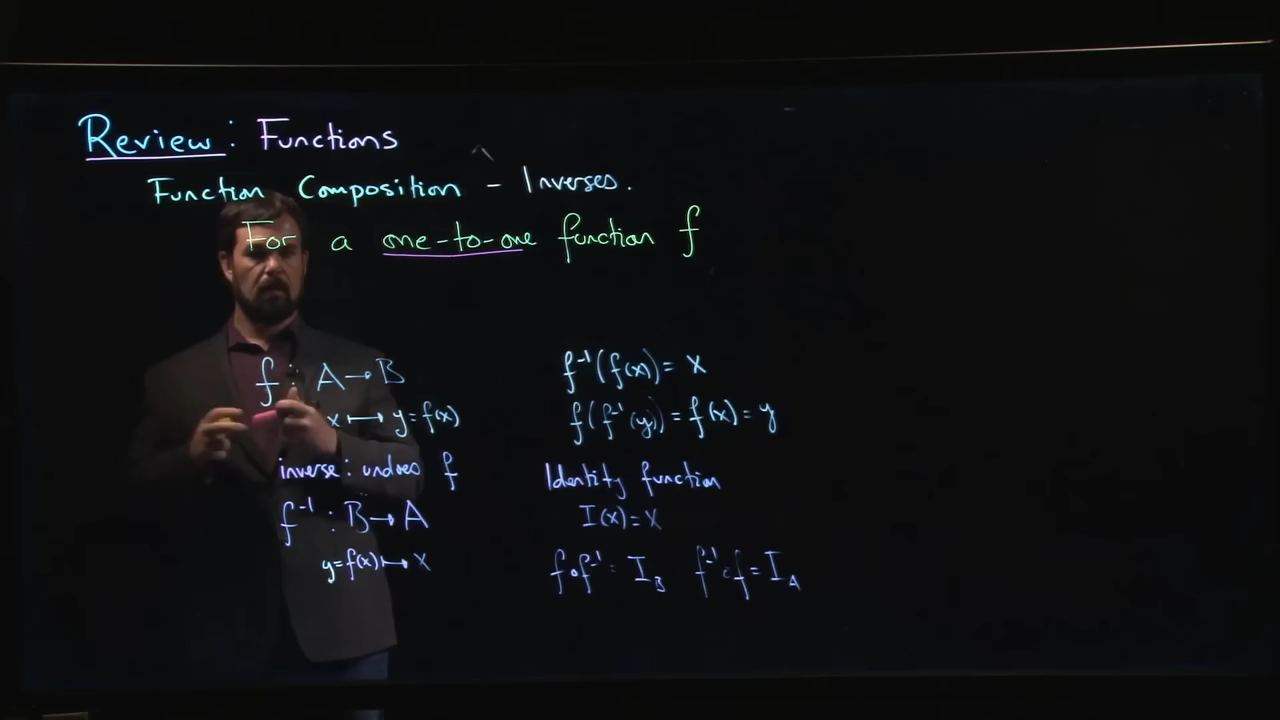 Review: Functions
Function Composition - Inverses.
For a one-to-one function f
f : A → B
x ↦ y = f(x)
inverse: undoes f
f⁻¹ : B → A
y = f(x) ↦ x
f⁻¹(f(x)) = x
f(f⁻¹(y)) = f(x) = y
Identity function
I(x) = x
f∘f⁻¹ = I_B f⁻¹∘f = I_A